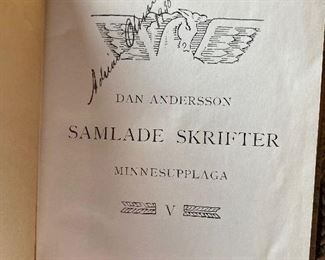 DAN ANDERSSON
SAMLADE SKRIFTER
MINNESUPPLAGA
V